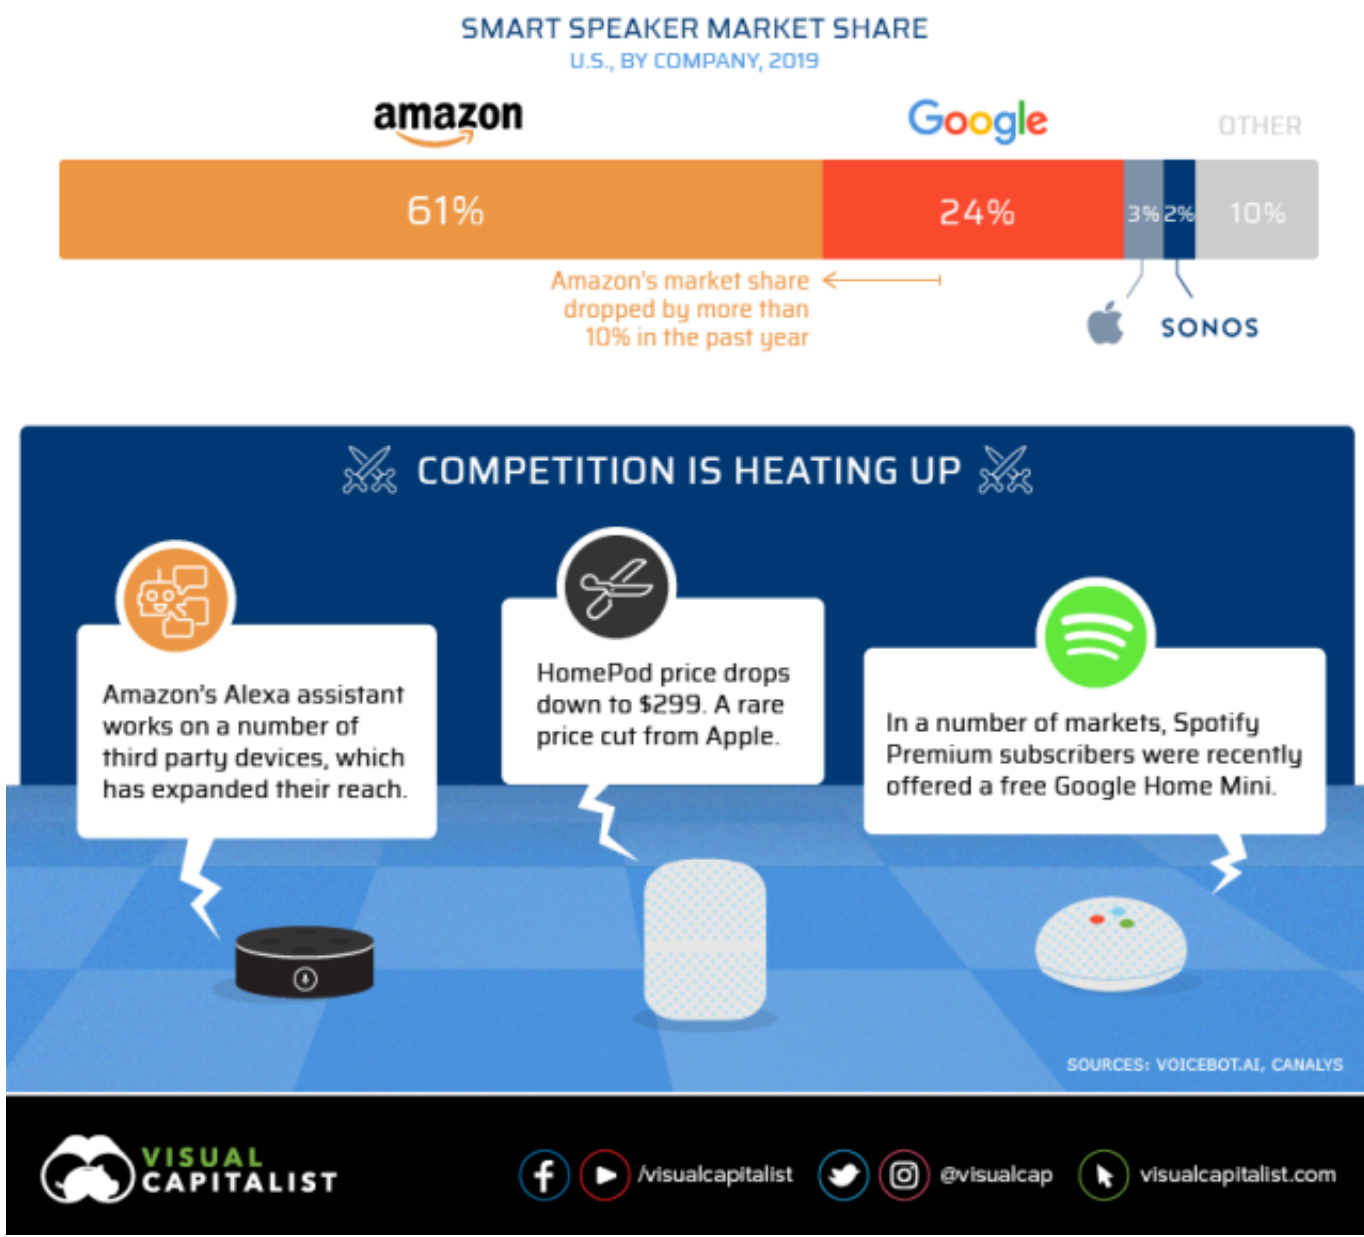 SMART SPEAKER MARKET SHARE
U.S., BY COMPANY, 2019
amazon
Google
OTHER
61%
24%
3%
2%
10%
Amazon's market share
dropped by more than
10% in the past year
SONOS
COMPETITION IS HEATING UP
Amazon's Alexa assistant
works on a number of
third party devices, which
has expanded their reach.
HomePod price drops
down to $299. A rare
price cut from Apple.
In a number of markets, Spotify
Premium subscribers were recently
offered a free Google Home Mini.
SOURCES: VOICEBOT.AI, CANALYS
VISUAL
CAPITALIST
/visualcapitalist
@visualcap
visualcapitalist.com